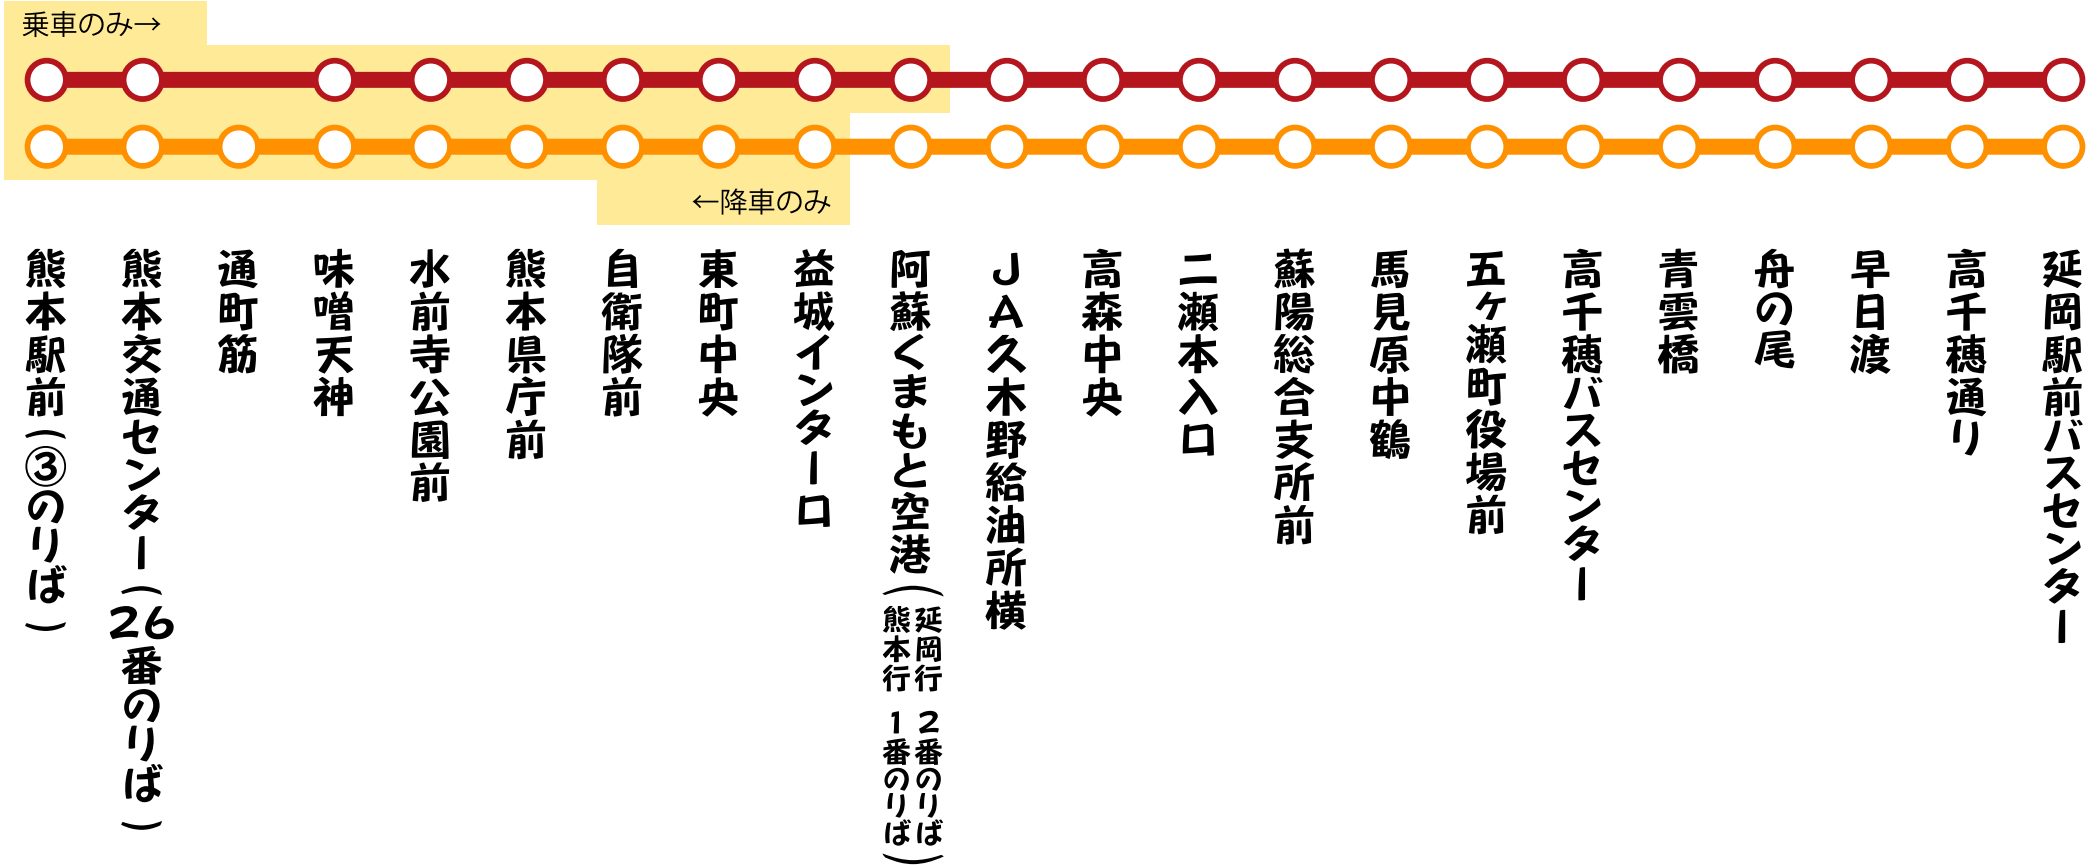 乗車のみ→
←降車のみ
熊本駅前(③のりば)
熊本交通センター(26番のりば)
通町筋
味噌天神
水前寺公園前
熊本県庁前
自衛隊前
東町中央
益城インター口
阿蘇くまもと空港(延岡行 2番のりば
熊本行 1番のりば)
JA久木野給油所横
高森中央
二瀬本入口
蘇陽総合支所前
馬見原中鶴
五ヶ瀬町役場前
高千穂バスセンター
青雲橋
舟の尾
早日渡
高千穂通り
延岡駅前バスセンター